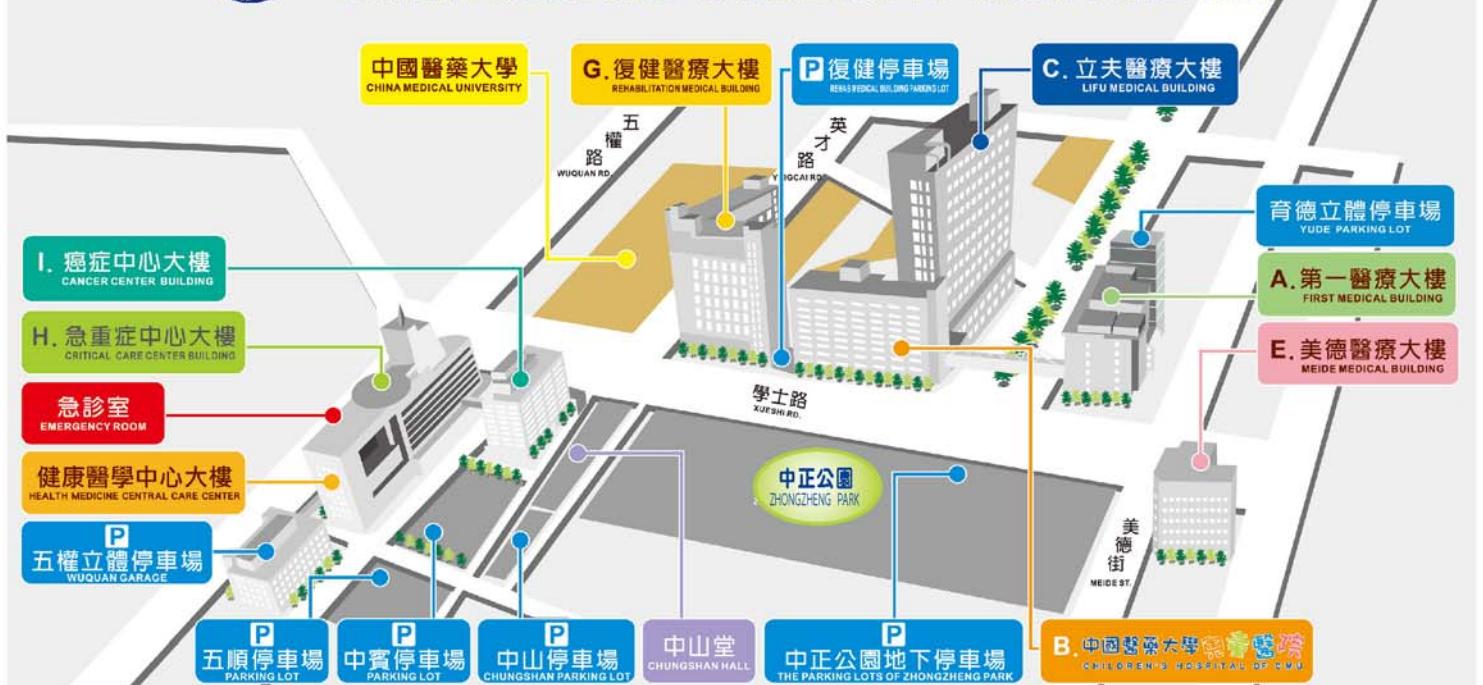 中國醫藥大學
CHINA MEDICAL UNIVERSITY
G.復健醫療大樓
REHABILITATION MEDICAL BUILDING
P 復健停車場
REHAB MEDICAL BUILDING PARKING LOT
C.立夫醫療大樓
LIFU MEDICAL BUILDING
五權路
WUQUAN RD.
英才路
YINGCAI RD.
育德立體停車場
YUDE PARKING LOT
I.癌症中心大樓
CANCER CENTER BUILDING
A.第一醫療大樓
FIRST MEDICAL BUILDING
H.急重症中心大樓
CRITICAL CARE CENTER BUILDING
E.美德醫療大樓
MEIDE MEDICAL BUILDING
急診室
EMERGENCY ROOM
學士路
XUESHI RD.
健康醫學中心大樓
HEALTH MEDICINE CENTRAL CARE CENTER
中正公園
ZHONGZHENG PARK
P
五權立體停車場
WUQUAN GARAGE
美德街
MEIDE ST.
P
五順停車場
PARKING LOT
P
中賓停車場
PARKING LOT
P
中山停車場
CHUNGSHAN PARKING LOT
中山堂
CHUNGSHAN HALL
P
中正公園地下停車場
THE PARKING LOTS OF ZHONGZHENG PARK
B.中國醫藥大學兒童醫院
CHILDREN'S HOSPITAL OF CMU